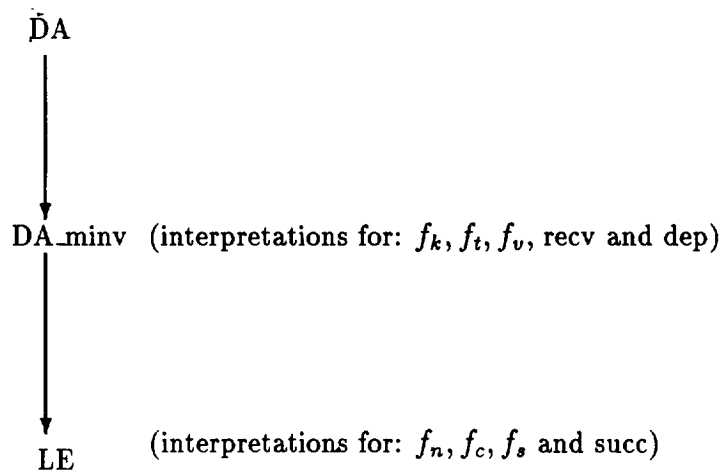 DA
DA_minv (interpretations for: f_k, f_t, f_v, recv and dep)
LE (interpretations for: f_n, f_c, f_s and succ)